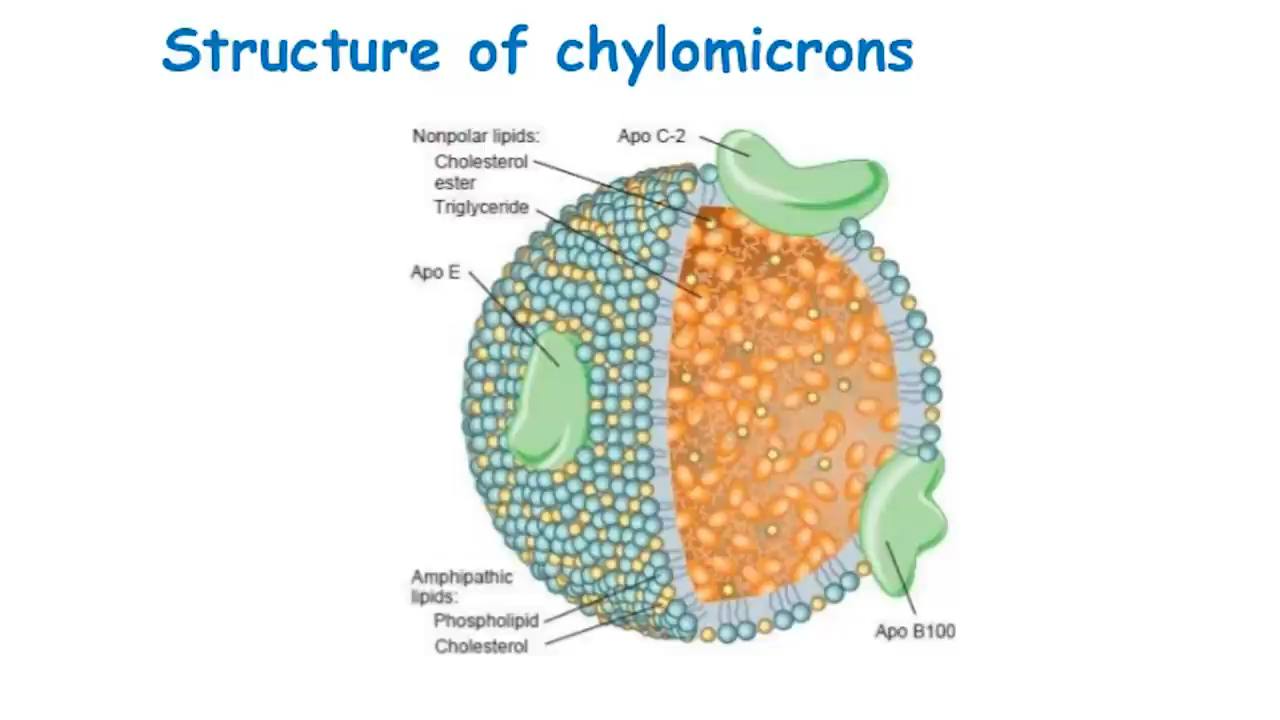 Structure of chylomicrons
Nonpolar lipids:
Cholesterol
ester
Triglyceride
Apo C-2
Apo E
Amphipathic
lipids:
Phospholipid
Cholesterol
Apo B100